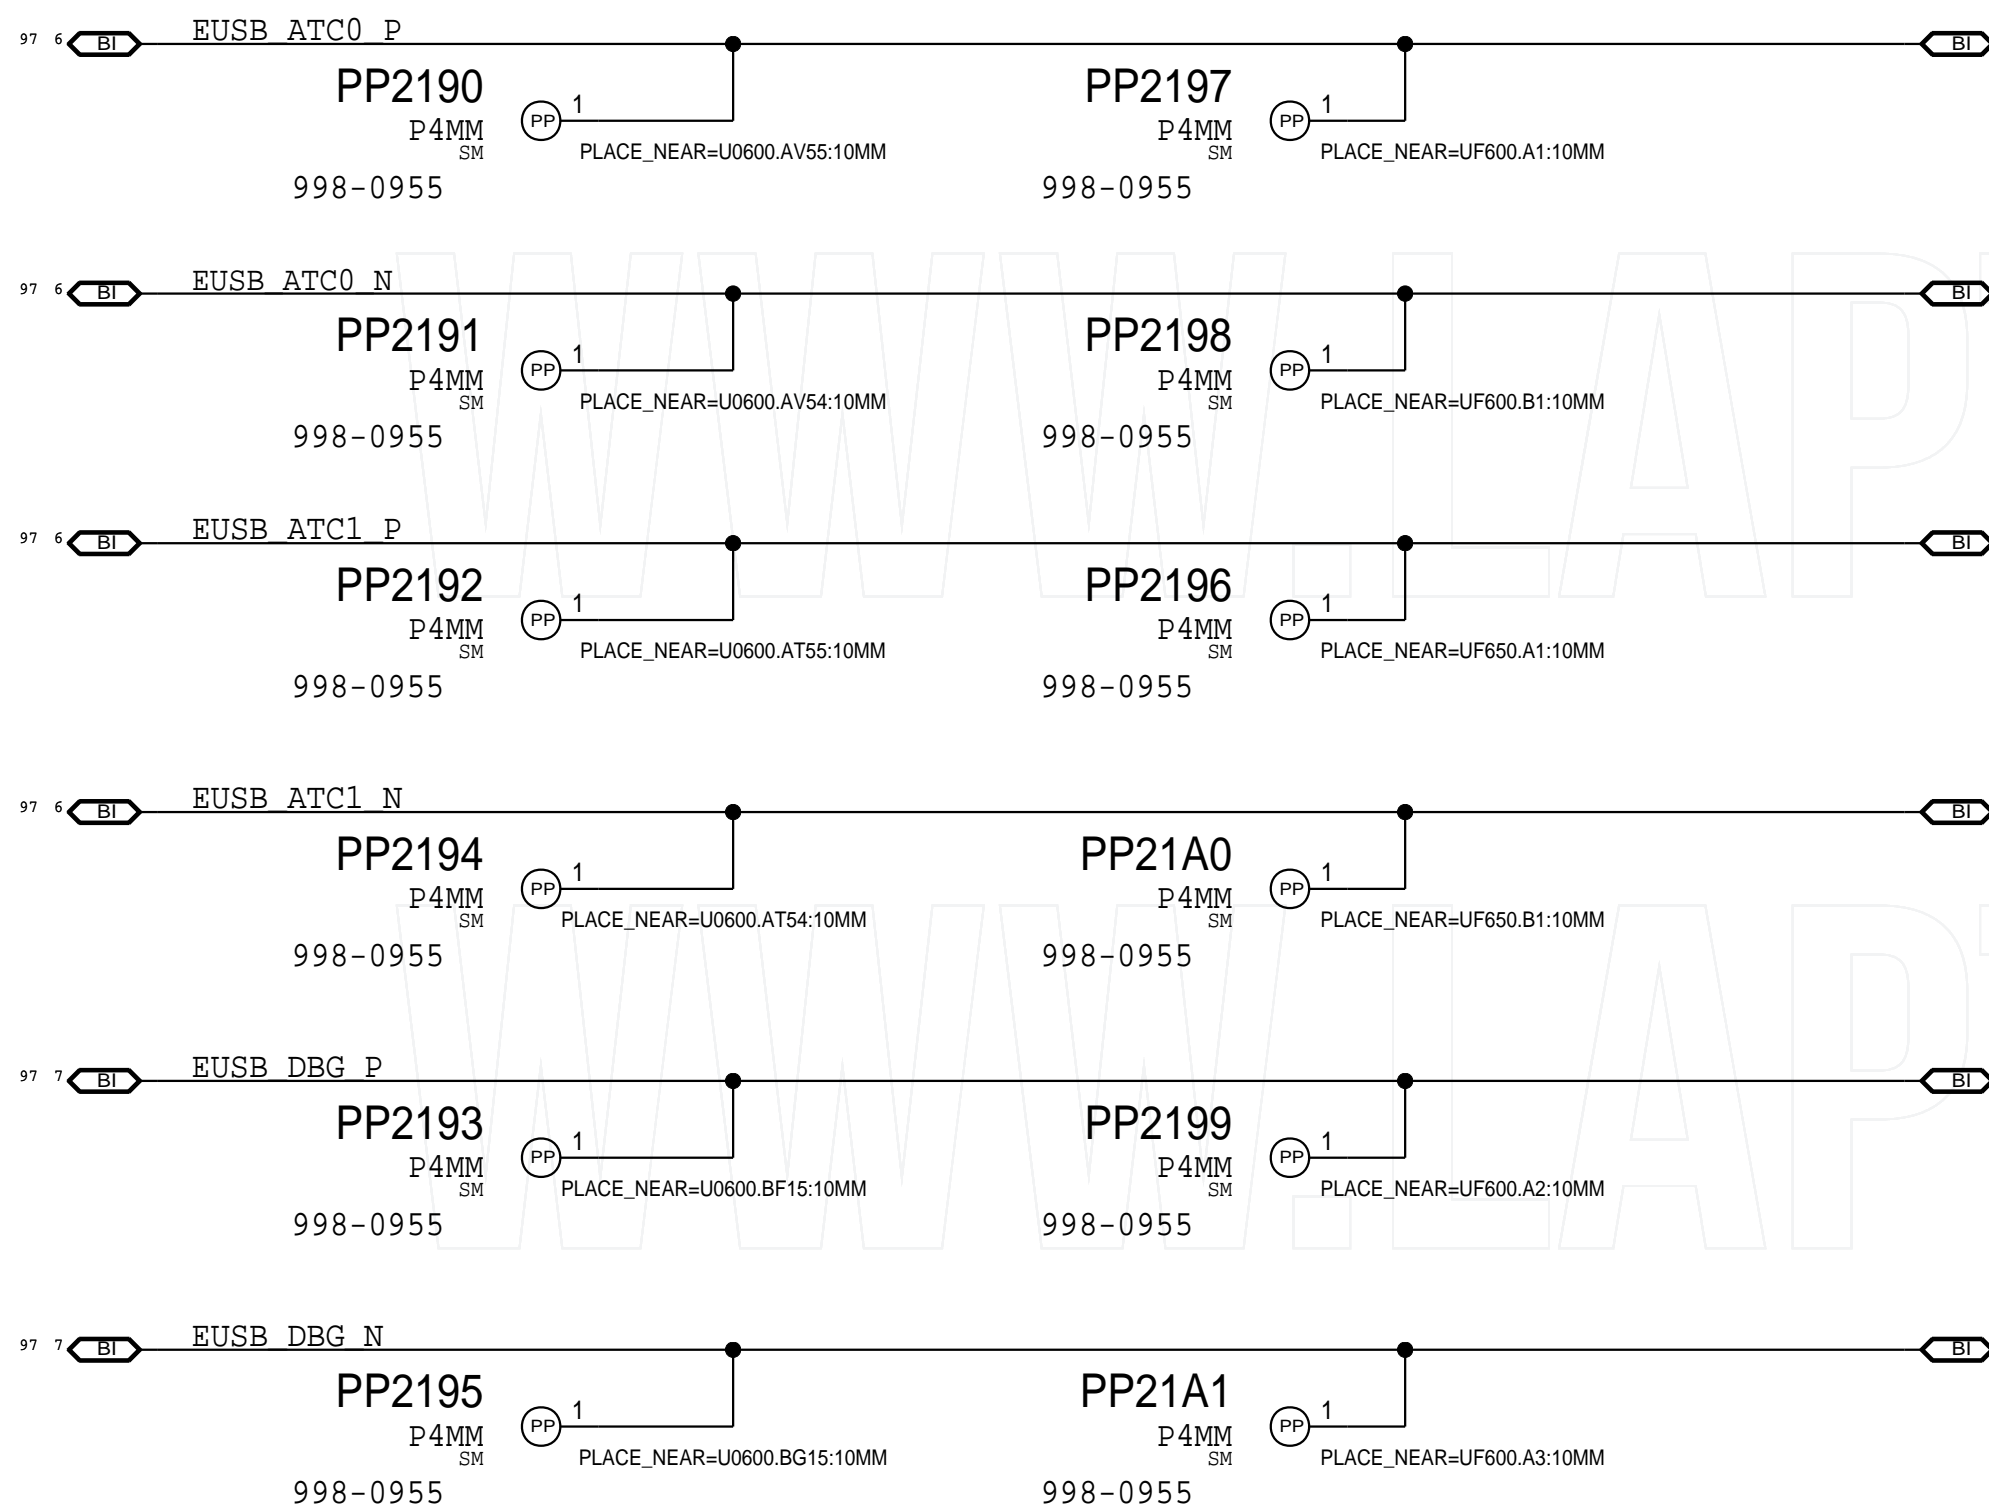 97 6 BI EUSB_ATC0_P BI
PP2190 PP2197
1 1
PP PP
P4MM P4MM
SM PLACE_NEAR=U0600.AV55:10MM SM PLACE_NEAR=UF600.A1:10MM
998-0955 998-0955
97 6 BI EUSB_ATC0_N BI
PP2191 PP2198
1 1
PP PP
P4MM P4MM
SM PLACE_NEAR=U0600.AV54:10MM SM PLACE_NEAR=UF600.B1:10MM
998-0955 998-0955
97 6 BI EUSB_ATC1_P BI
PP2192 PP2196
1 1
PP PP
P4MM P4MM
SM PLACE_NEAR=U0600.AT55:10MM SM PLACE_NEAR=UF650.A1:10MM
998-0955 998-0955
97 6 BI EUSB_ATC1_N BI
PP2194 PP21A0
1 1
PP PP
P4MM P4MM
SM PLACE_NEAR=U0600.AT54:10MM SM PLACE_NEAR=UF650.B1:10MM
998-0955 998-0955
97 7 BI EUSB_DBG_P BI
PP2193 PP2199
1 1
PP PP
P4MM P4MM
SM PLACE_NEAR=U0600.BF15:10MM SM PLACE_NEAR=UF600.A2:10MM
998-0955 998-0955
97 7 BI EUSB_DBG_N BI
PP2195 PP21A1
1 1
PP PP
P4MM P4MM
SM PLACE_NEAR=U0600.BG15:10MM SM PLACE_NEAR=UF600.A3:10MM
998-0955 998-0955
WWW.LAP
WWW.LAP